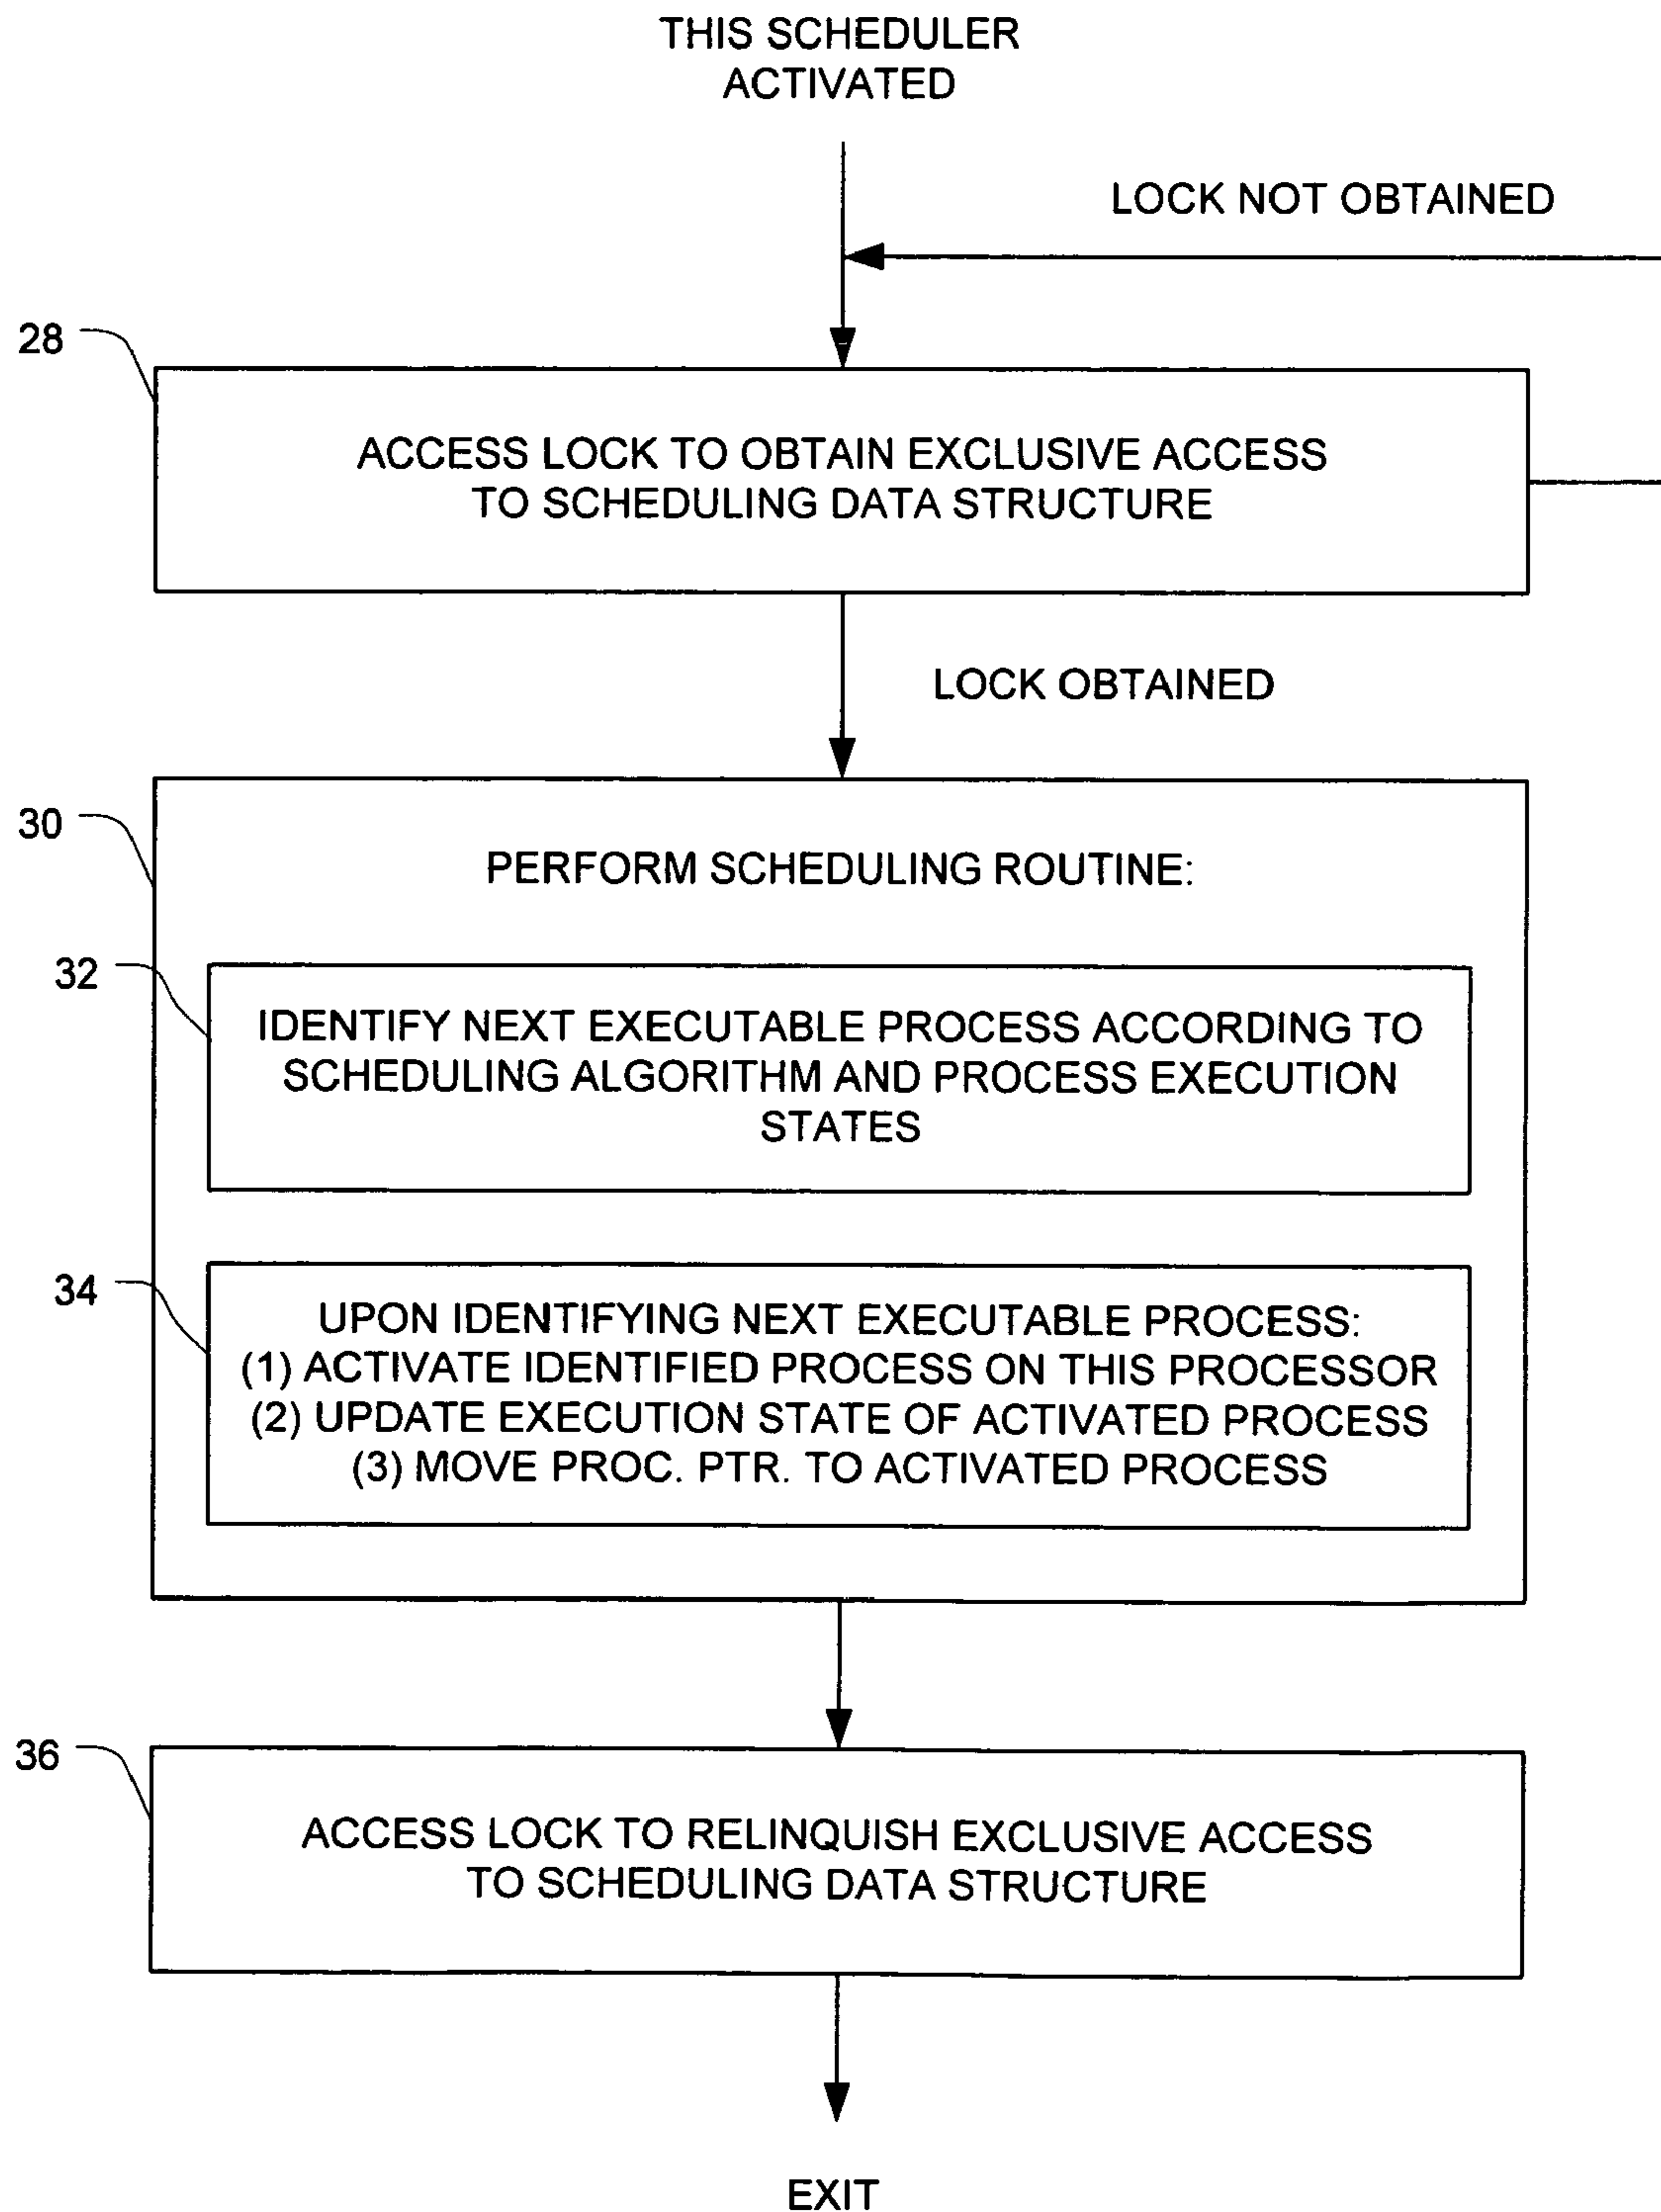 THIS SCHEDULER
ACTIVATED
LOCK NOT OBTAINED
28
ACCESS LOCK TO OBTAIN EXCLUSIVE ACCESS
TO SCHEDULING DATA STRUCTURE
LOCK OBTAINED
30
PERFORM SCHEDULING ROUTINE:
32
IDENTIFY NEXT EXECUTABLE PROCESS ACCORDING TO
SCHEDULING ALGORITHM AND PROCESS EXECUTION
STATES
34
UPON IDENTIFYING NEXT EXECUTABLE PROCESS:
(1) ACTIVATE IDENTIFIED PROCESS ON THIS PROCESSOR
(2) UPDATE EXECUTION STATE OF ACTIVATED PROCESS
(3) MOVE PROC. PTR. TO ACTIVATED PROCESS
36
ACCESS LOCK TO RELINQUISH EXCLUSIVE ACCESS
TO SCHEDULING DATA STRUCTURE
EXIT